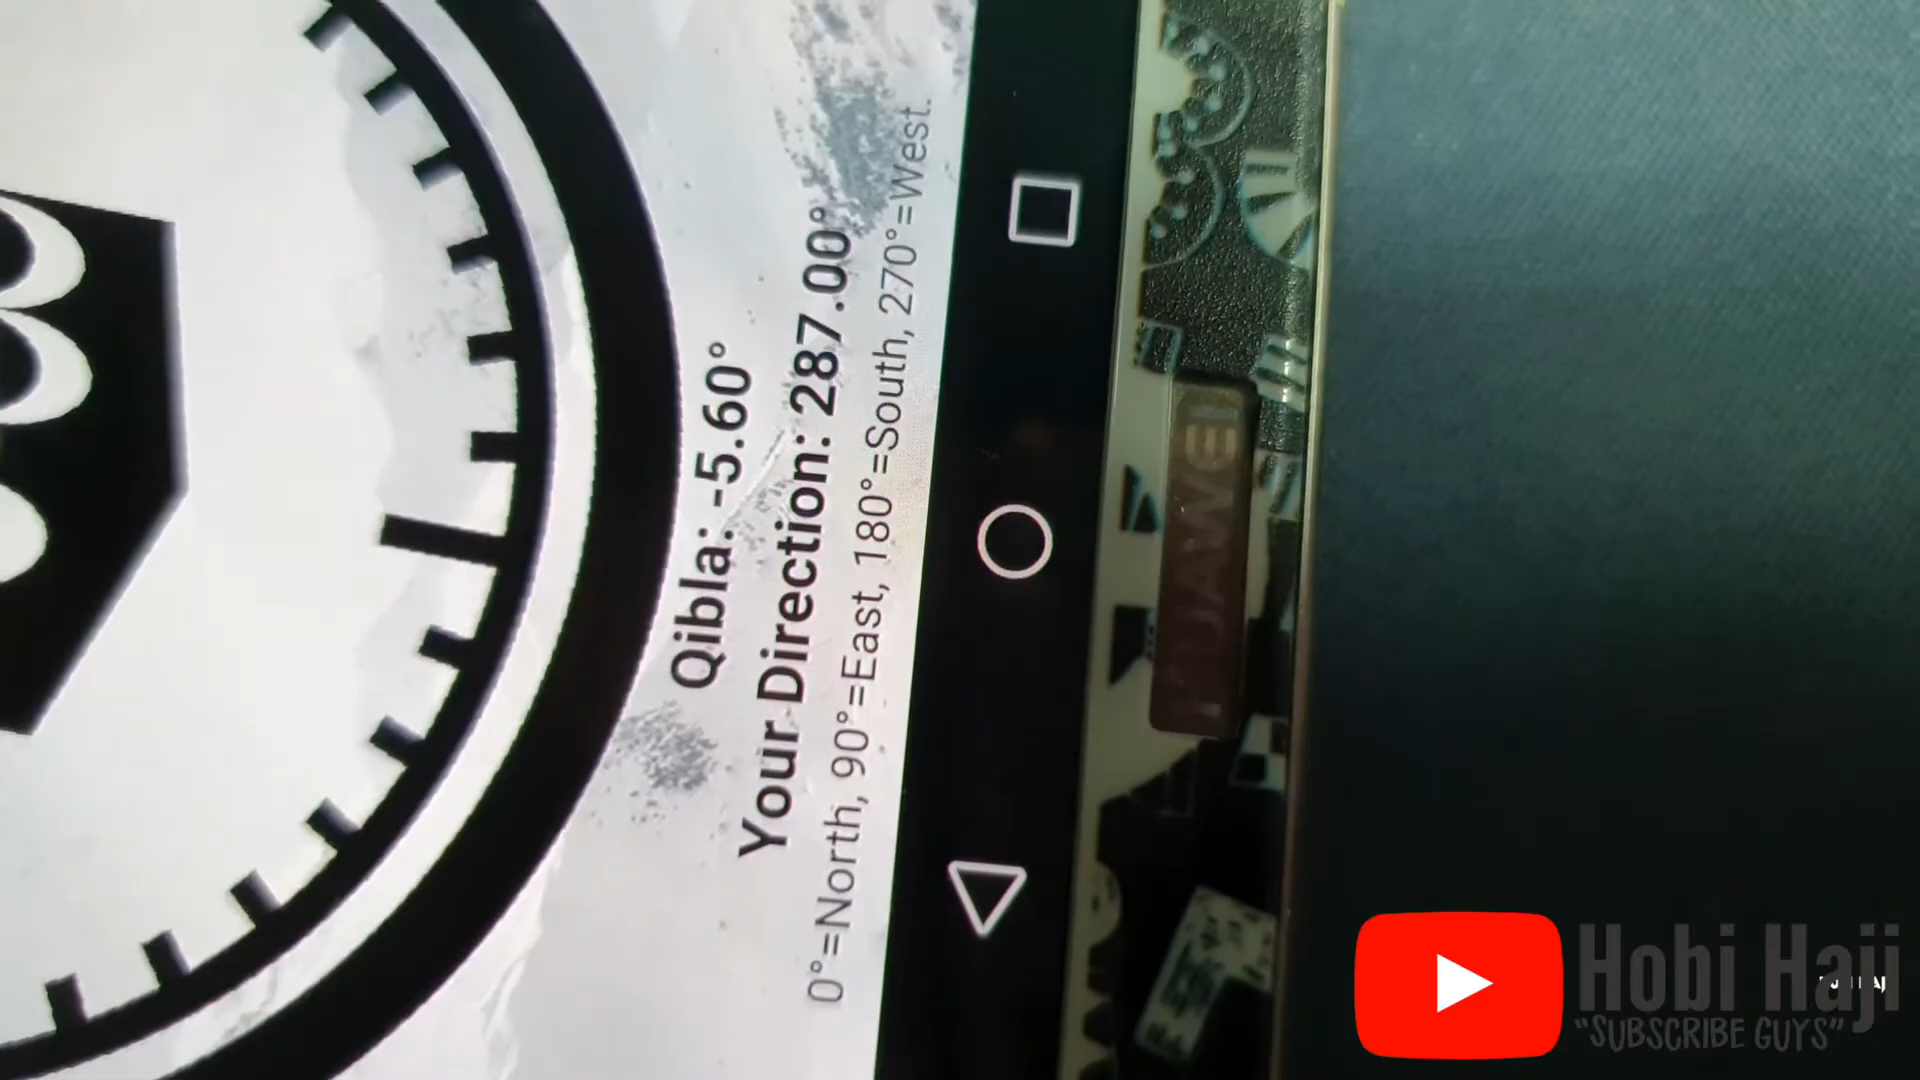 Qibla: -5.60°
Your Direction: 287.00°
0°=North, 90°=East, 180°=South, 270°=West.
HUAWEI
Hobi Haji
"SUBSCRIBE GUYS"